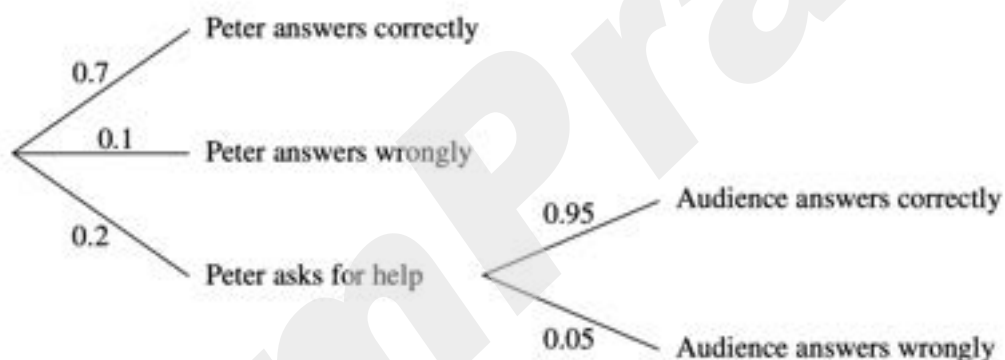 Peter answers correctly
0.7
0.1
Peter answers wrongly
0.2
Peter asks for help
0.95
Audience answers correctly
0.05
Audience answers wrongly